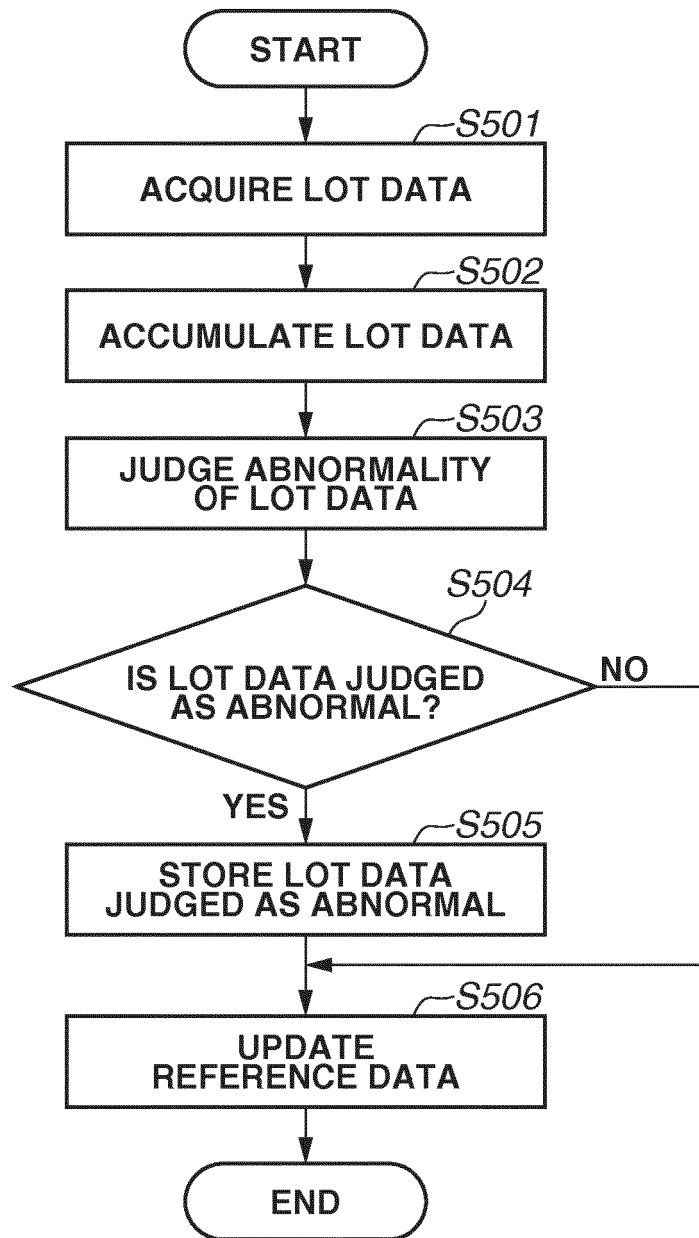 START
S501
ACQUIRE LOT DATA
S502
ACCUMULATE LOT DATA
S503
JUDGE ABNORMALITY
OF LOT DATA
S504
IS LOT DATA JUDGED
AS ABNORMAL?
NO
YES
S505
STORE LOT DATA
JUDGED AS ABNORMAL
S506
UPDATE
REFERENCE DATA
END